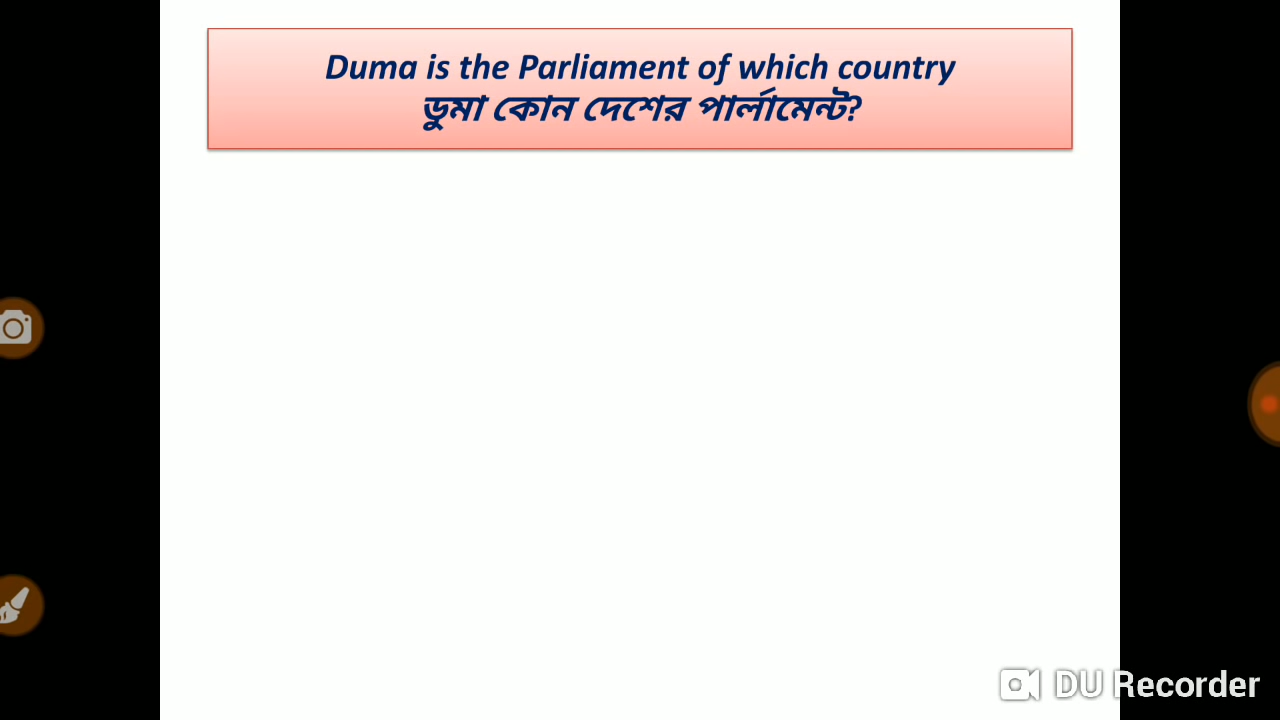 Duma is the Parliament of which country
ডুমা কোন দেশের পার্লামেন্ট?
DU Recorder